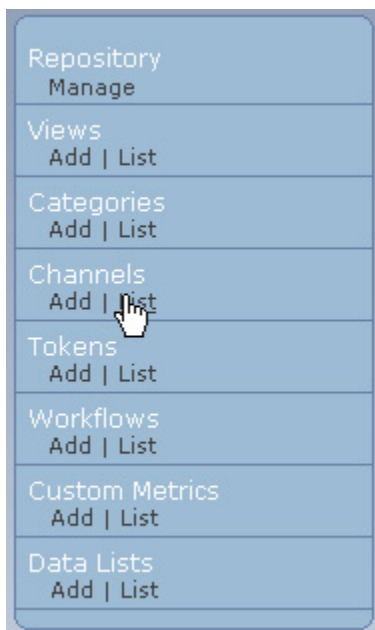 Repository
Manage
Views
Add | List
Categories
Add | List
Channels
Add | List
Tokens
Add | List
Workflows
Add | List
Custom Metrics
Add | List
Data Lists
Add | List